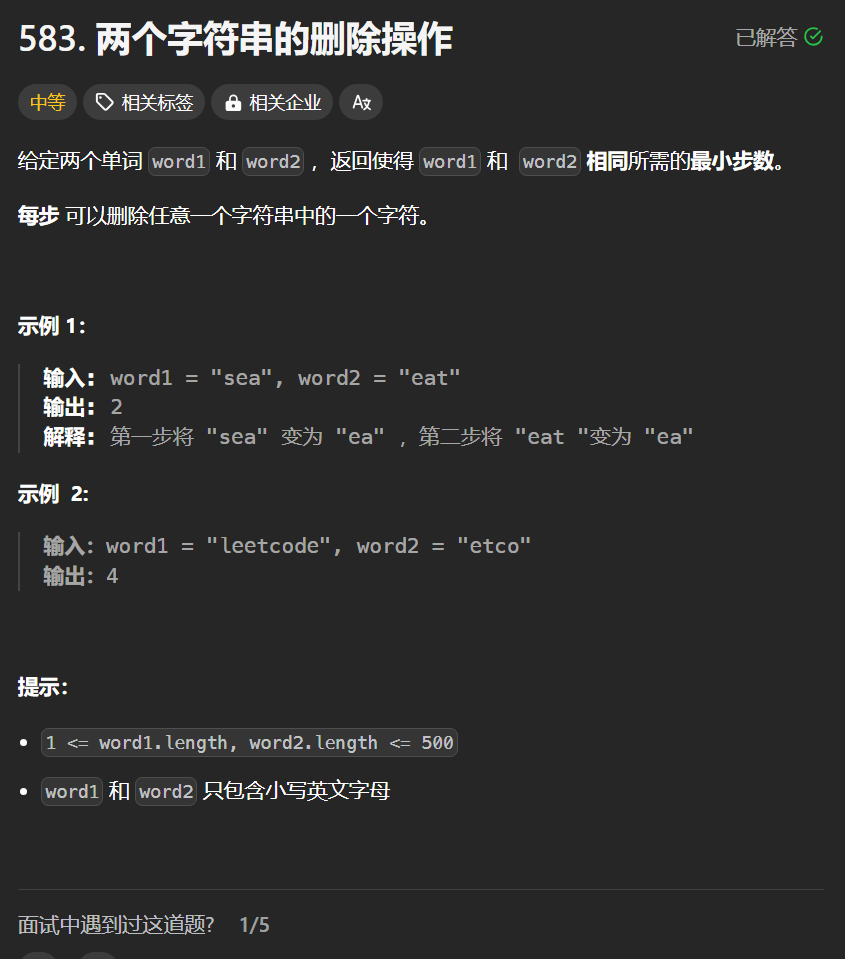 583. 两个字符串的删除操作
已解答
中等 相关标签 相关企业
给定两个单词 word1 和 word2 ，返回使得 word1 和 word2 相同所需的最小步数。
每步 可以删除任意一个字符串中的一个字符。
示例 1：
输入: word1 = "sea", word2 = "eat"
输出: 2
解释: 第一步将 "sea" 变为 "ea" ，第二步将 "eat "变为 "ea"
示例 2:
输入：word1 = "leetcode", word2 = "etco"
输出：4
提示：
1 <= word1.length, word2.length <= 500
word1 和 word2 只包含小写英文字母
面试中遇到过这道题? 1/5